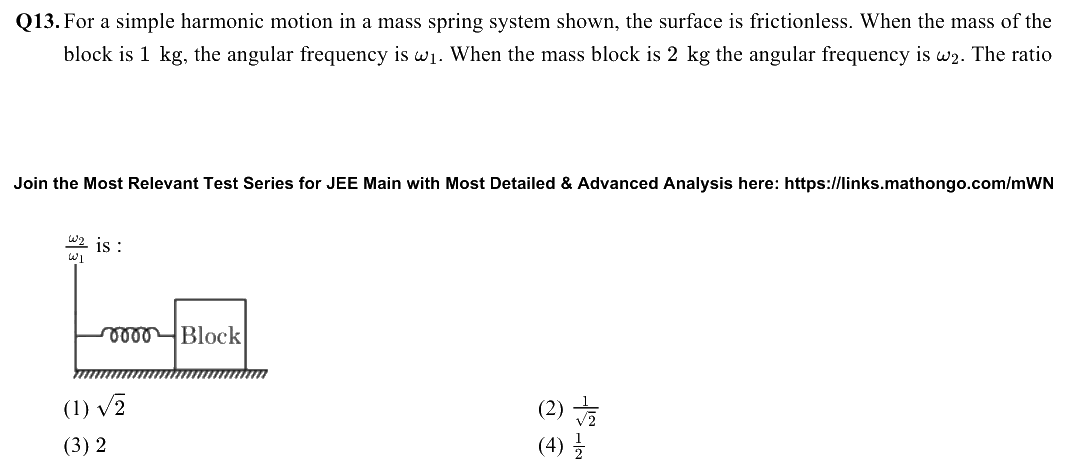 Q13. For a simple harmonic motion in a mass spring system shown, the surface is frictionless. When the mass of the
block is 1 kg, the angular frequency is ω₁. When the mass block is 2 kg the angular frequency is ω₂. The ratio
Join the Most Relevant Test Series for JEE Main with Most Detailed & Advanced Analysis here: https://links.mathongo.com/mWN
ω₂/ω₁ is :
Block
(1) √2 (2) 1/√2
(3) 2 (4) 1/2